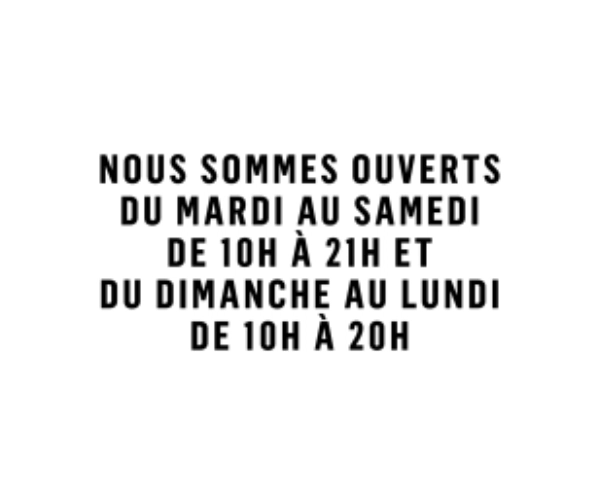 NOUS SOMMES OUVERTS
DU MARDI AU SAMEDI
DE 10H À 21H ET
DU DIMANCHE AU LUNDI
DE 10H À 20H